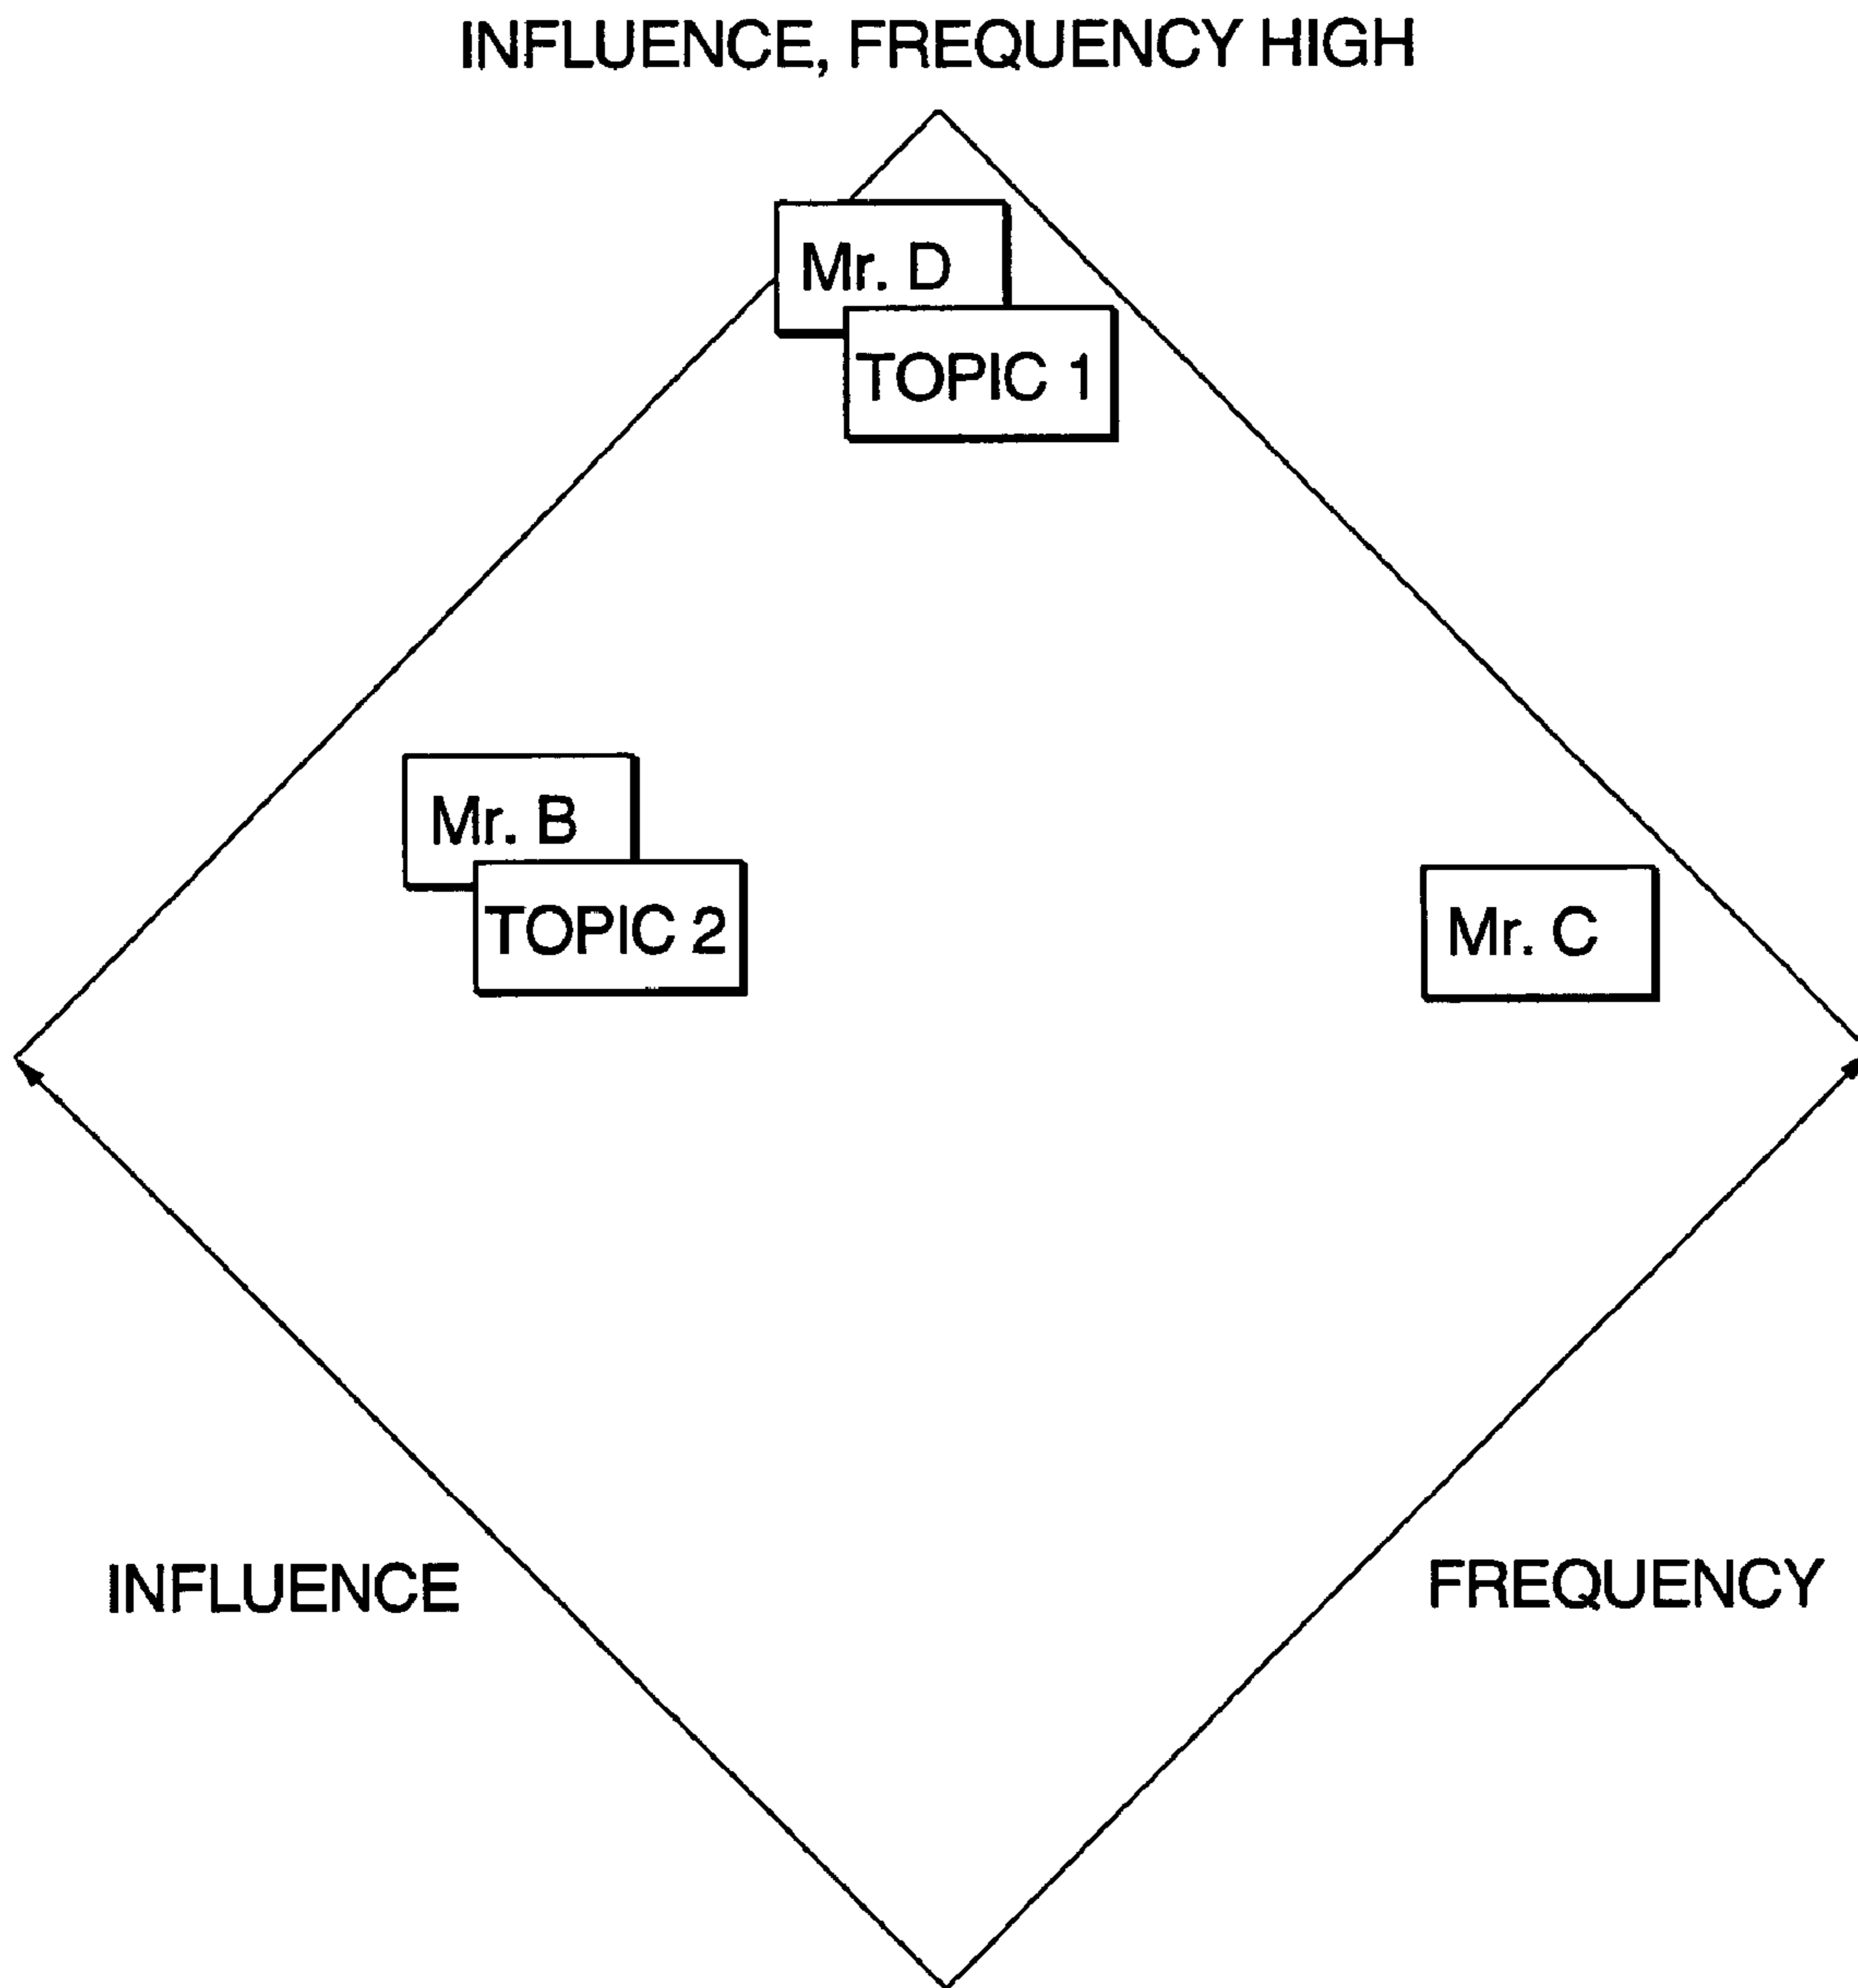 INFLUENCE, FREQUENCY HIGH
Mr. D
TOPIC 1
Mr. B
TOPIC 2
Mr. C
INFLUENCE
FREQUENCY